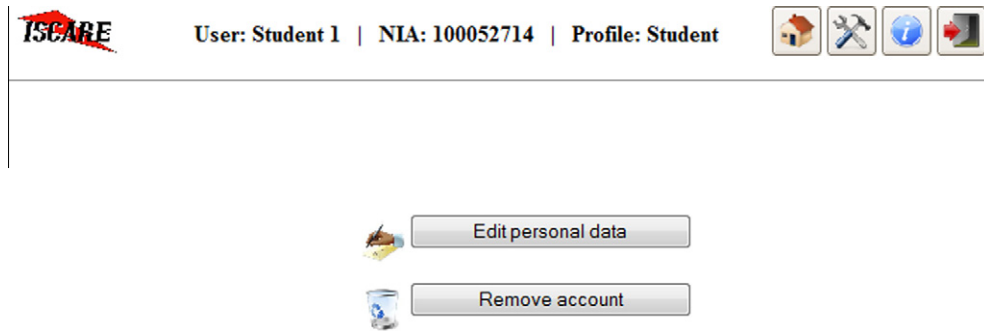 ISCARE
User: Student 1 | NIA: 100052714 | Profile: Student
Edit personal data
Remove account